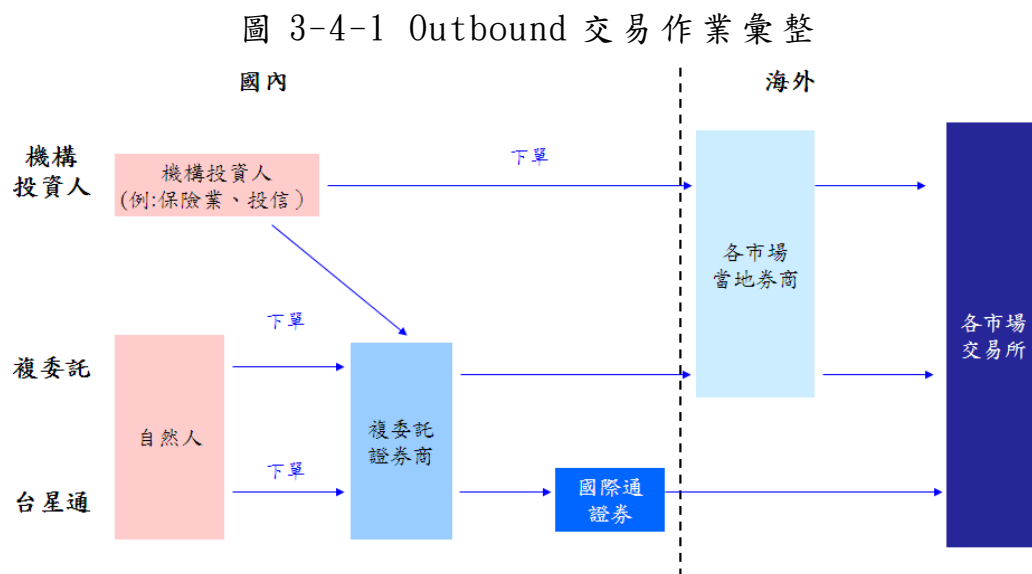 圖 3-4-1 Outbound 交易作業彙整
國內
海外
機構
投資人
機構投資人
(例:保險業、投信)
下單
各市場
當地券商
各市場
交易所
下單
複委託
自然人
複委託
證券商
下單
台星通
國際通
證券